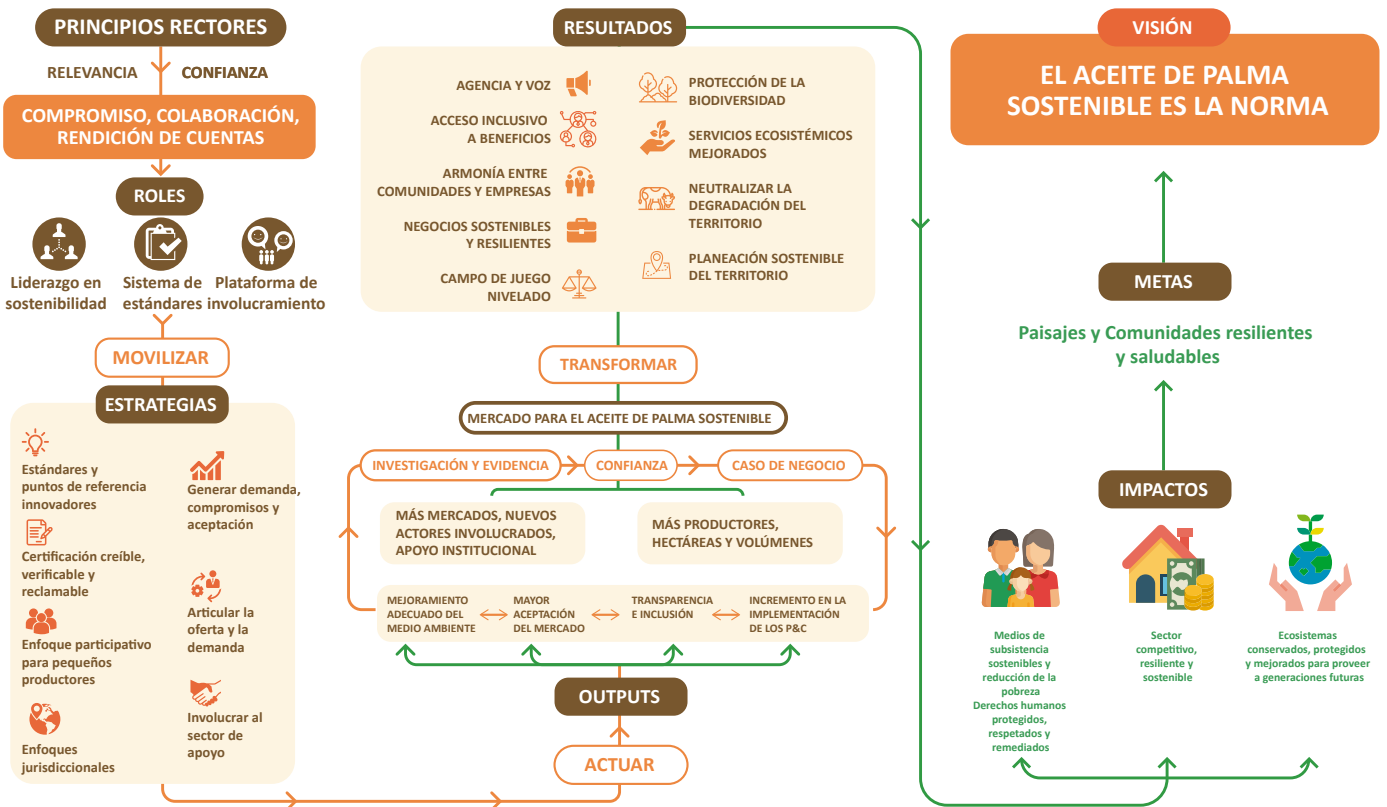 PRINCIPIOS RECTORES
RELEVANCIA
CONFIANZA
COMPROMISO, COLABORACIÓN,
RENDICIÓN DE CUENTAS
ROLES
Liderazgo en
sostenibilidad
Sistema de
estándares
Plataforma de
involucramiento
MOVILIZAR
ESTRATEGIAS
Estándares y
puntos de referencia
innovadores
Certificación creíble,
verificable y
reclamable
Enfoque participativo
para pequeños
productores
Enfoques
jurisdiccionales
Generar demanda,
compromisos y
aceptación
Articular la
oferta y la
demanda
Involucrar al
sector de
apoyo
RESULTADOS
AGENCIA Y VOZ
ACCESO INCLUSIVO
A BENEFICIOS
ARMONÍA ENTRE
COMUNIDADES Y EMPRESAS
NEGOCIOS SOSTENIBLES
Y RESILIENTES
CAMPO DE JUEGO
NIVELADO
PROTECCIÓN DE LA
BIODIVERSIDAD
SERVICIOS ECOSISTÉMICOS
MEJORADOS
NEUTRALIZAR LA
DEGRADACIÓN DEL
TERRITORIO
PLANEACIÓN SOSTENIBLE
DEL TERRITORIO
TRANSFORMAR
MERCADO PARA EL ACEITE DE PALMA SOSTENIBLE
INVESTIGACIÓN Y EVIDENCIA
CONFIANZA
CASO DE NEGOCIO
MÁS MERCADOS, NUEVOS
ACTORES INVOLUCRADOS,
APOYO INSTITUCIONAL
MÁS PRODUCTORES,
HECTÁREAS Y VOLÚMENES
MEJORAMIENTO
ADECUADO DEL
MEDIO AMBIENTE
MAYOR
ACEPTACIÓN
DEL MERCADO
TRANSPARENCIA
E INCLUSIÓN
INCREMENTO EN LA
IMPLEMENTACIÓN
DE LOS P&C
OUTPUTS
ACTUAR
VISIÓN
EL ACEITE DE PALMA
SOSTENIBLE ES LA NORMA
METAS
Paisajes y Comunidades resilientes
y saludables
IMPACTOS
Medios de
subsistencia
sostenibles y
reducción de la
pobreza
Derechos humanos
protegidos,
respetados y
remediados
Sector
competitivo,
resiliente y
sostenible
Ecosistemas
conservados, protegidos
y mejorados para proveer
a generaciones futuras